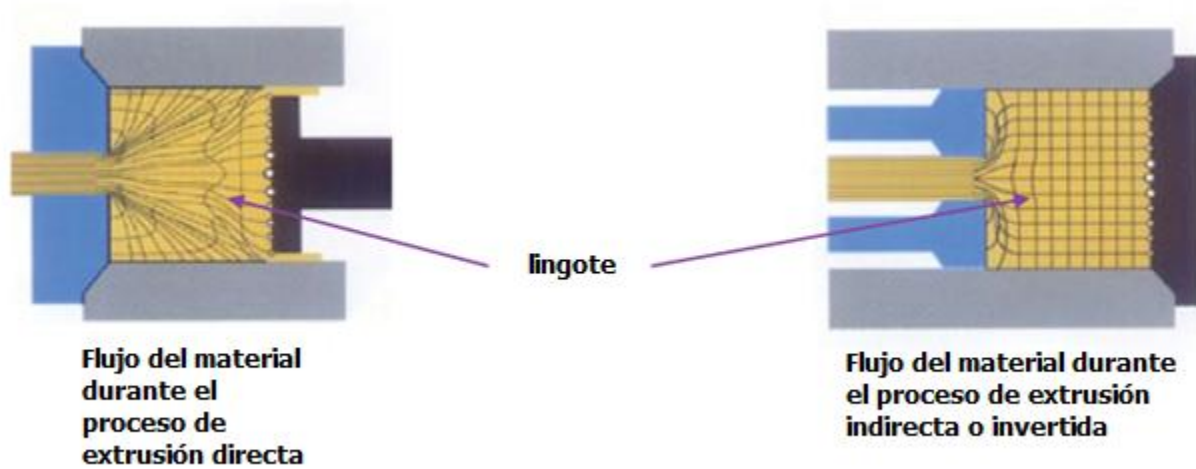 lingote
Flujo del material
durante el
proceso de
extrusión directa
Flujo del material durante
el proceso de extrusión
indirecta o invertida